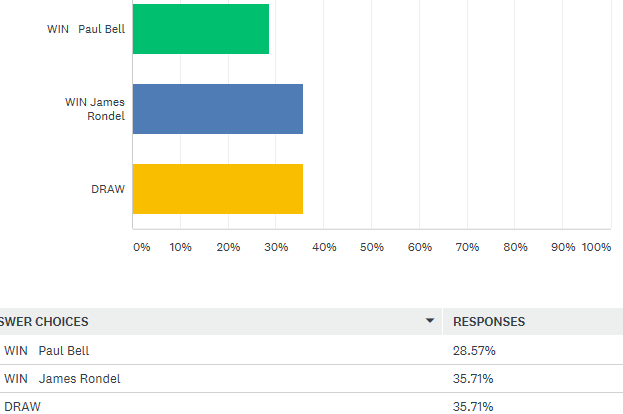 WIN Paul Bell
WIN James
Rondel
DRAW
0% 10% 20% 30% 40% 50% 60% 70% 80% 90% 100%
SWER CHOICES RESPONSES
WIN Paul Bell 28.57%
WIN James Rondel 35.71%
DRAW 35.71%